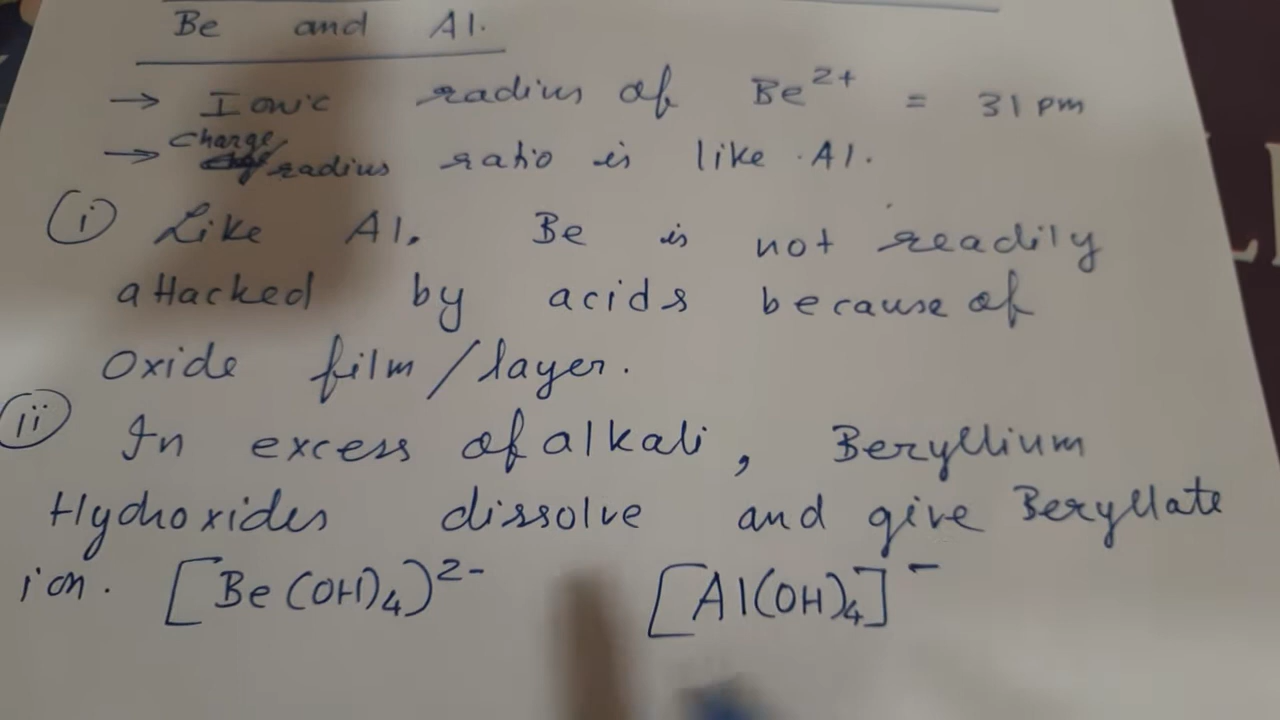 Be and Al.
→ Ionic radius of Be²⁺ = 31 pm
→ charge/radius ratio is like Al.
(i) Like Al, Be is not readily
attacked by acids because of
oxide film/layer.
(ii) In excess of alkali, Beryllium
Hydroxides dissolve and give Beryllate
ion. [Be(OH)₄)²⁻ [Al(OH)₄]⁻